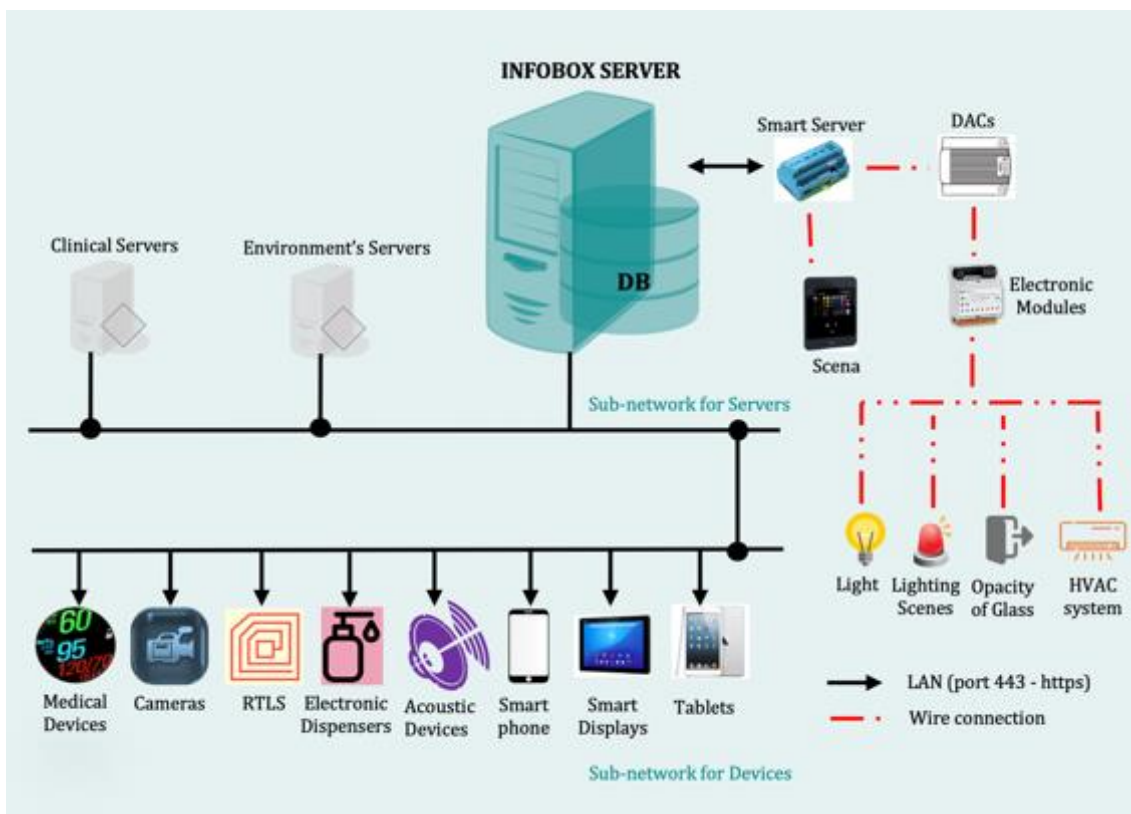 INFOBOX SERVER
Smart Server
DACs
Clinical Servers
Environment's Servers
DB
Electronic
Modules
Scena
Sub-network for Servers
Light
Lighting
Scenes
Opacity
of Glass
HVAC
system
60
95
120/70
Medical
Devices
Cameras
RTLS
Electronic
Dispensers
Acoustic
Devices
Smart
phone
Smart
Displays
Tablets
LAN (port 443 - https)
Wire connection
Sub-network for Devices